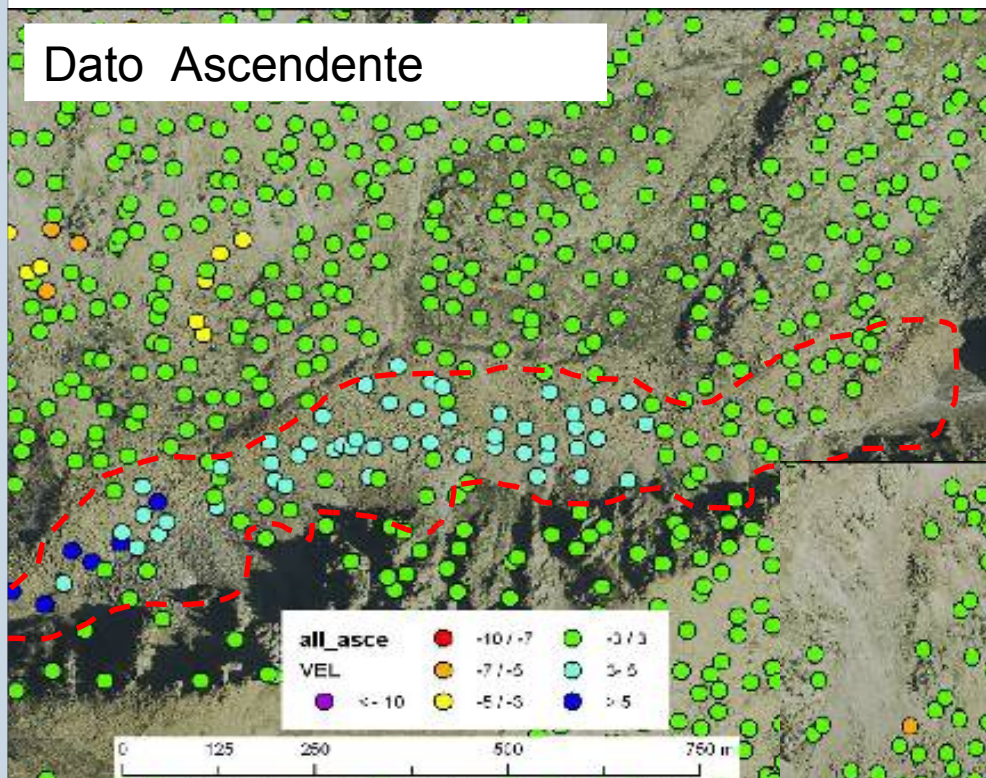 Dato Ascendente
all_asce -10 / -7 -3 / 3
VEL -7 / -5 3- 5
<- 10 -5 / -3 > 5
0 125 250 500 750 m